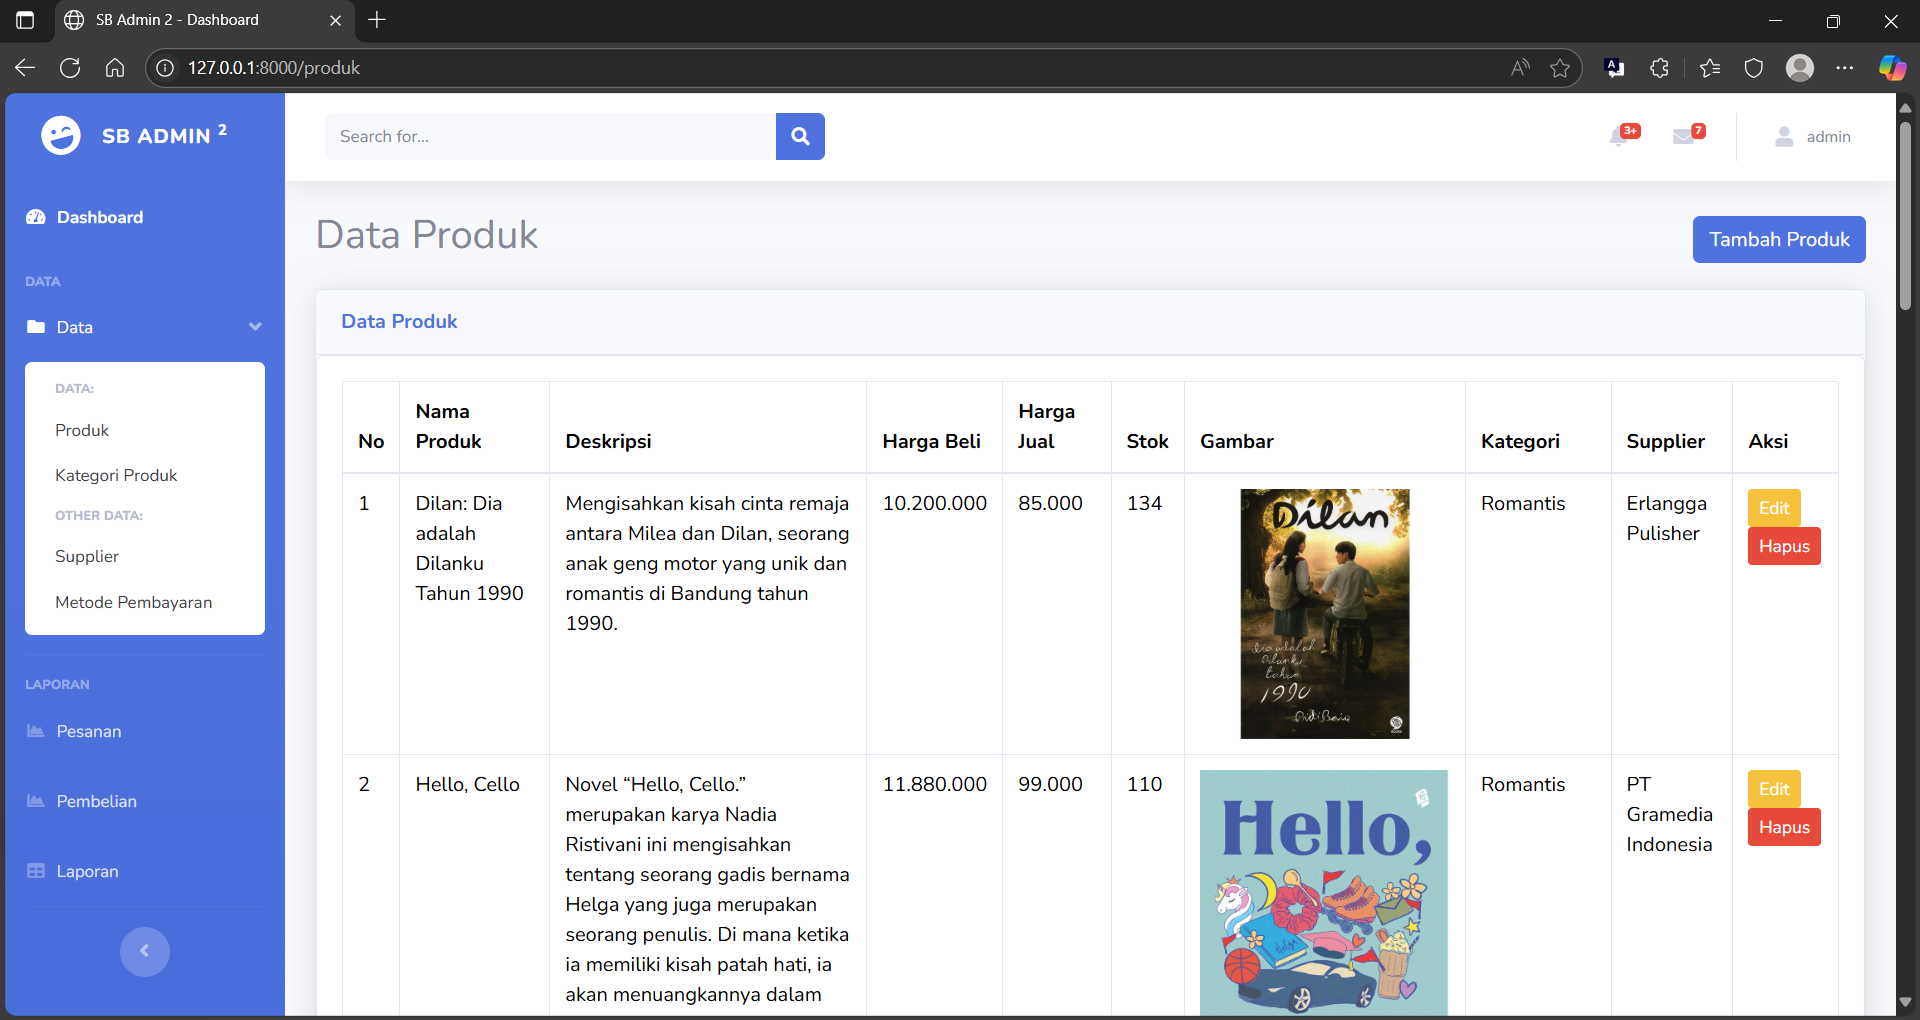 SB Admin 2 - Dashboard
127.0.0.1:8000/produk
SB ADMIN 2
Search for...
3+
7
admin
Dashboard
DATA
Data
DATA:
Produk
Kategori Produk
OTHER DATA:
Supplier
Metode Pembayaran
LAPORAN
Pesanan
Pembelian
Laporan
Data Produk
Tambah Produk
Data Produk
No
Nama
Produk
Deskripsi
Harga Beli
Harga
Jual
Stok
Gambar
Kategori
Supplier
Aksi
1
Dilan: Dia
adalah
Dilanku
Tahun 1990
Mengisahkan kisah cinta remaja
antara Milea dan Dilan, seorang
anak geng motor yang unik dan
romantis di Bandung tahun
1990.
10.200.000
85.000
134
Dilan
dia adalah
Dilanku
tahun
1990
Pidi Baiq
Romantis
Erlangga
Pulisher
Edit
Hapus
2
Hello, Cello
Novel “Hello, Cello.”
merupakan karya Nadia
Ristivani ini mengisahkan
tentang seorang gadis bernama
Helga yang juga merupakan
seorang penulis. Di mana ketika
ia memiliki kisah patah hati, ia
akan menuangkannya dalam
11.880.000
99.000
110
Hello,
Helga
Romantis
PT
Gramedia
Indonesia
Edit
Hapus